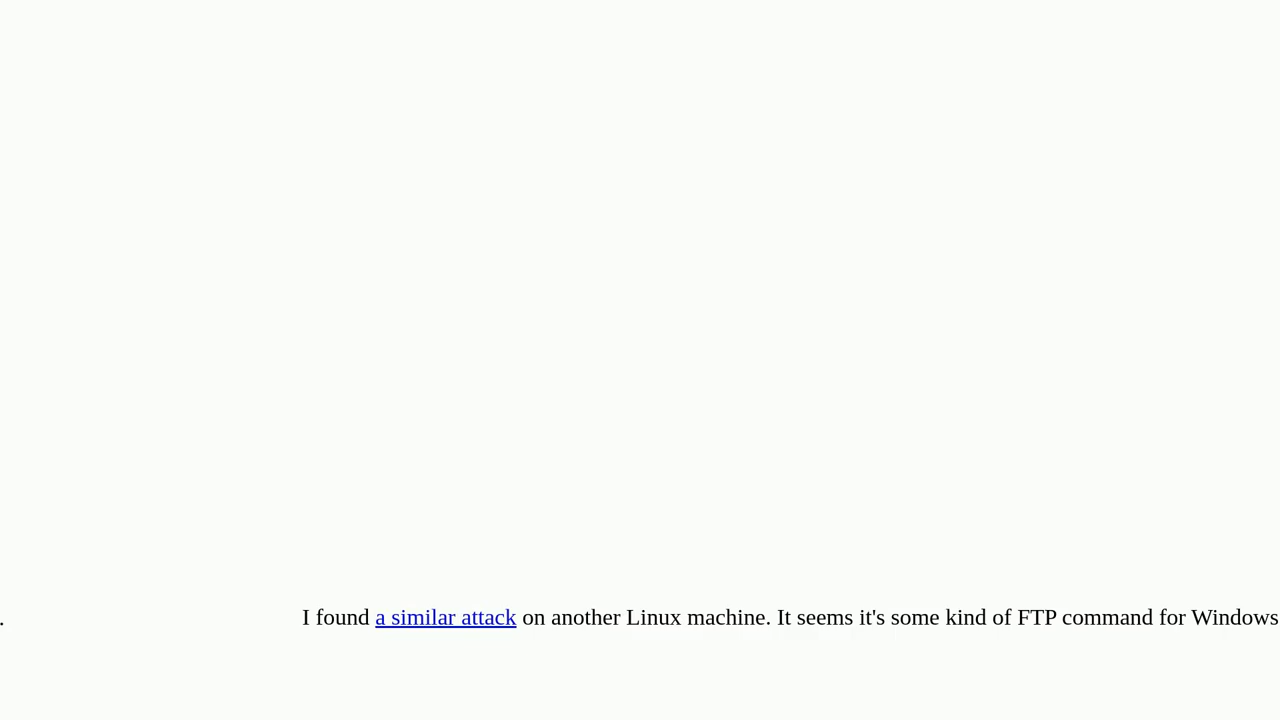 . I found a similar attack on another Linux machine. It seems it's some kind of FTP command for Windows